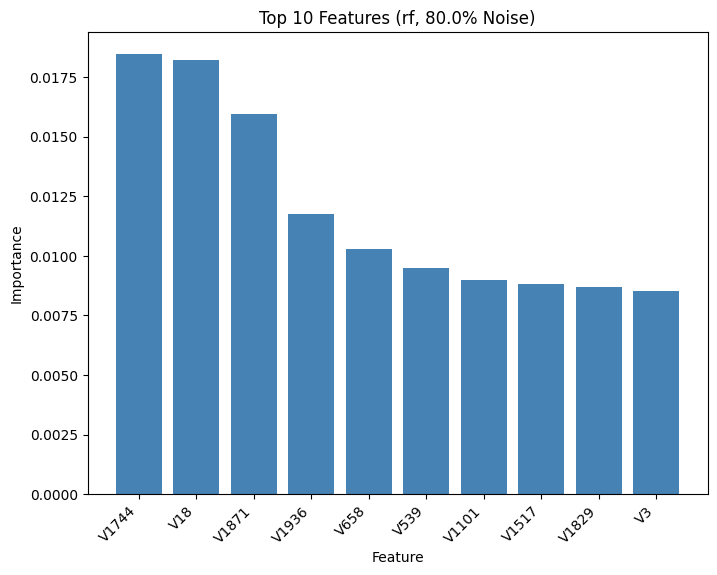 Top 10 Features (rf, 80.0% Noise)
Importance
0.0175
0.0150
0.0125
0.0100
0.0075
0.0050
0.0025
0.0000
V1744
V18
V1871
V1936
V658
V539
V1101
V1517
V1829
V3
Feature